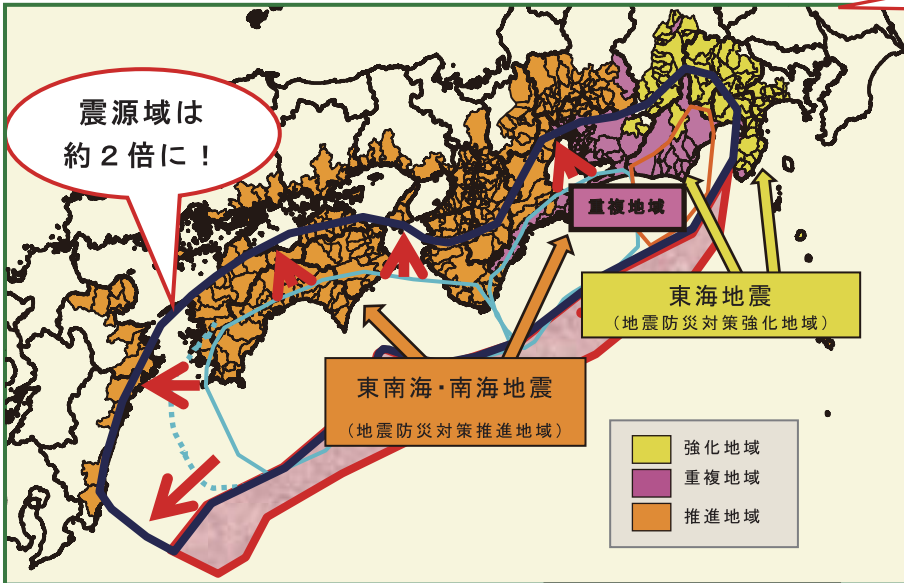 震源域は
約2倍に!
重複地域
東海地震
(地震防災対策強化地域)
東南海・南海地震
(地震防災対策推進地域)
強化地域
重複地域
推進地域